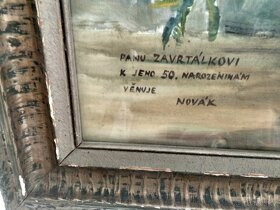 PANU ZAVRTÁLKOVI
K JEHO 50. NAROZENINÁM
VĚNUJE
NOVÁK